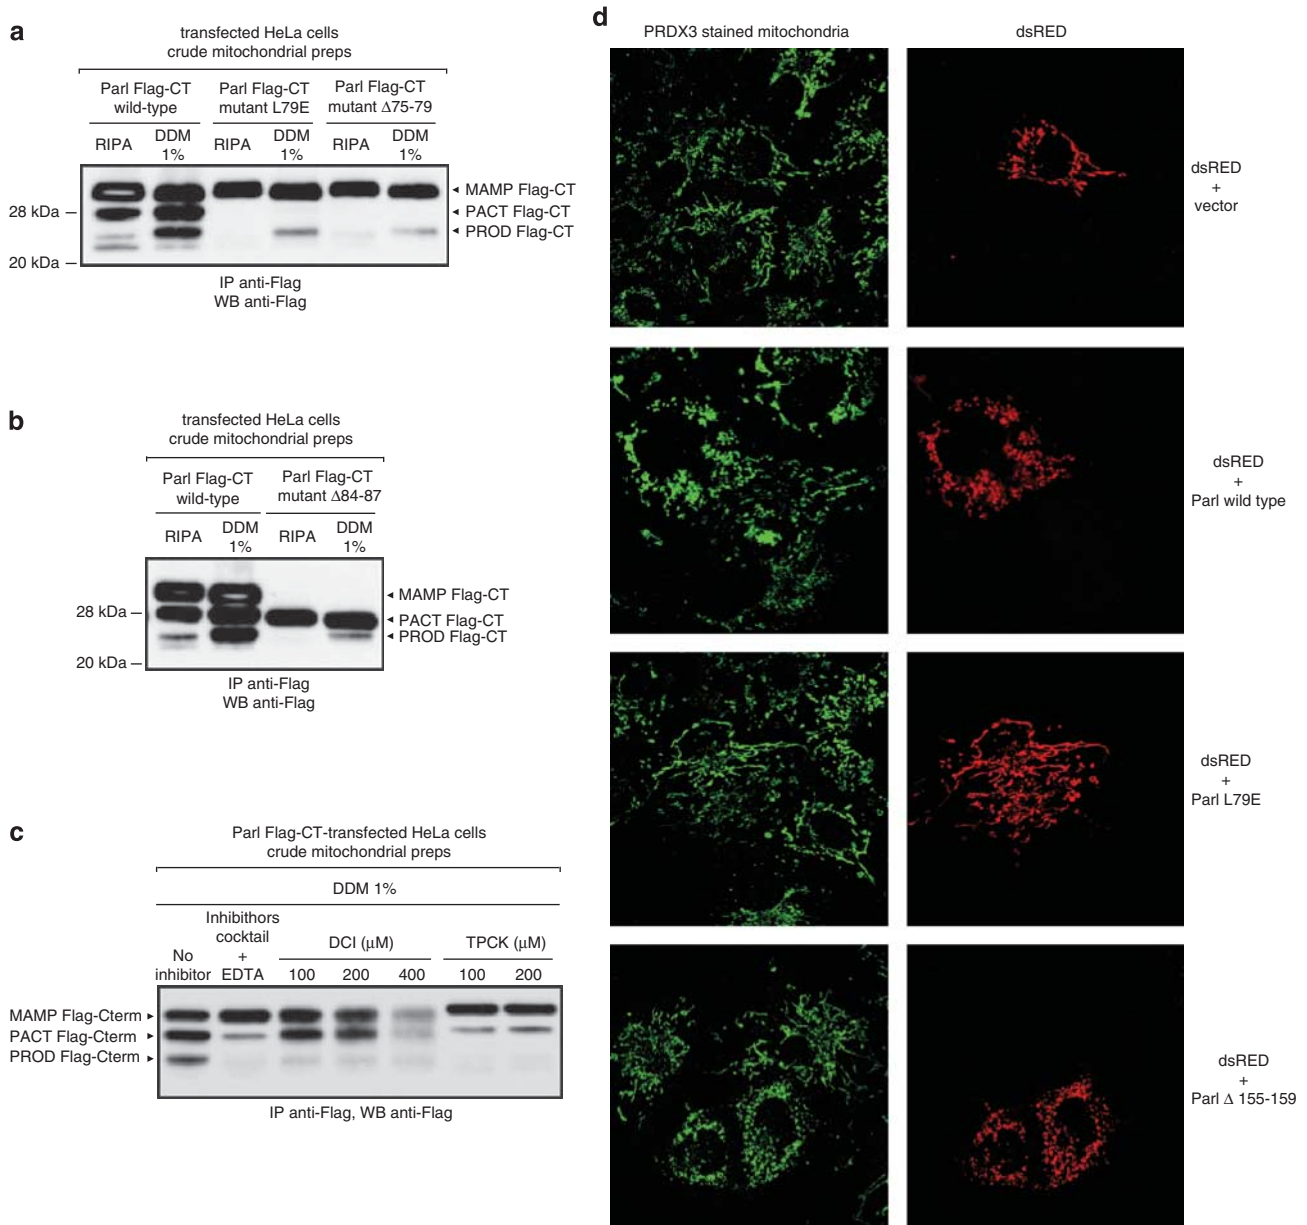 a
transfected HeLa cells
crude mitochondrial preps
Parl Flag-CT
wild-type
Parl Flag-CT
mutant L79E
Parl Flag-CT
mutant Δ75-79
RIPA
DDM
1%
RIPA
DDM
1%
RIPA
DDM
1%
MAMP Flag-CT
28 kDa
PACT Flag-CT
PROD Flag-CT
20 kDa
IP anti-Flag
WB anti-Flag
b
transfected HeLa cells
crude mitochondrial preps
Parl Flag-CT
wild-type
Parl Flag-CT
mutant Δ84-87
RIPA
DDM
1%
RIPA
DDM
1%
MAMP Flag-CT
28 kDa
PACT Flag-CT
PROD Flag-CT
20 kDa
IP anti-Flag
WB anti-Flag
c
Parl Flag-CT-transfected HeLa cells
crude mitochondrial preps
DDM 1%
No
inhibitor
Inhibithors
cocktail
+
EDTA
DCI (μM)
100 200 400
TPCK (μM)
100 200
MAMP Flag-Cterm
PACT Flag-Cterm
PROD Flag-Cterm
IP anti-Flag, WB anti-Flag
d
PRDX3 stained mitochondria
dsRED
dsRED
+
vector
dsRED
+
Parl wild type
dsRED
+
Parl L79E
dsRED
+
Parl Δ 155-159